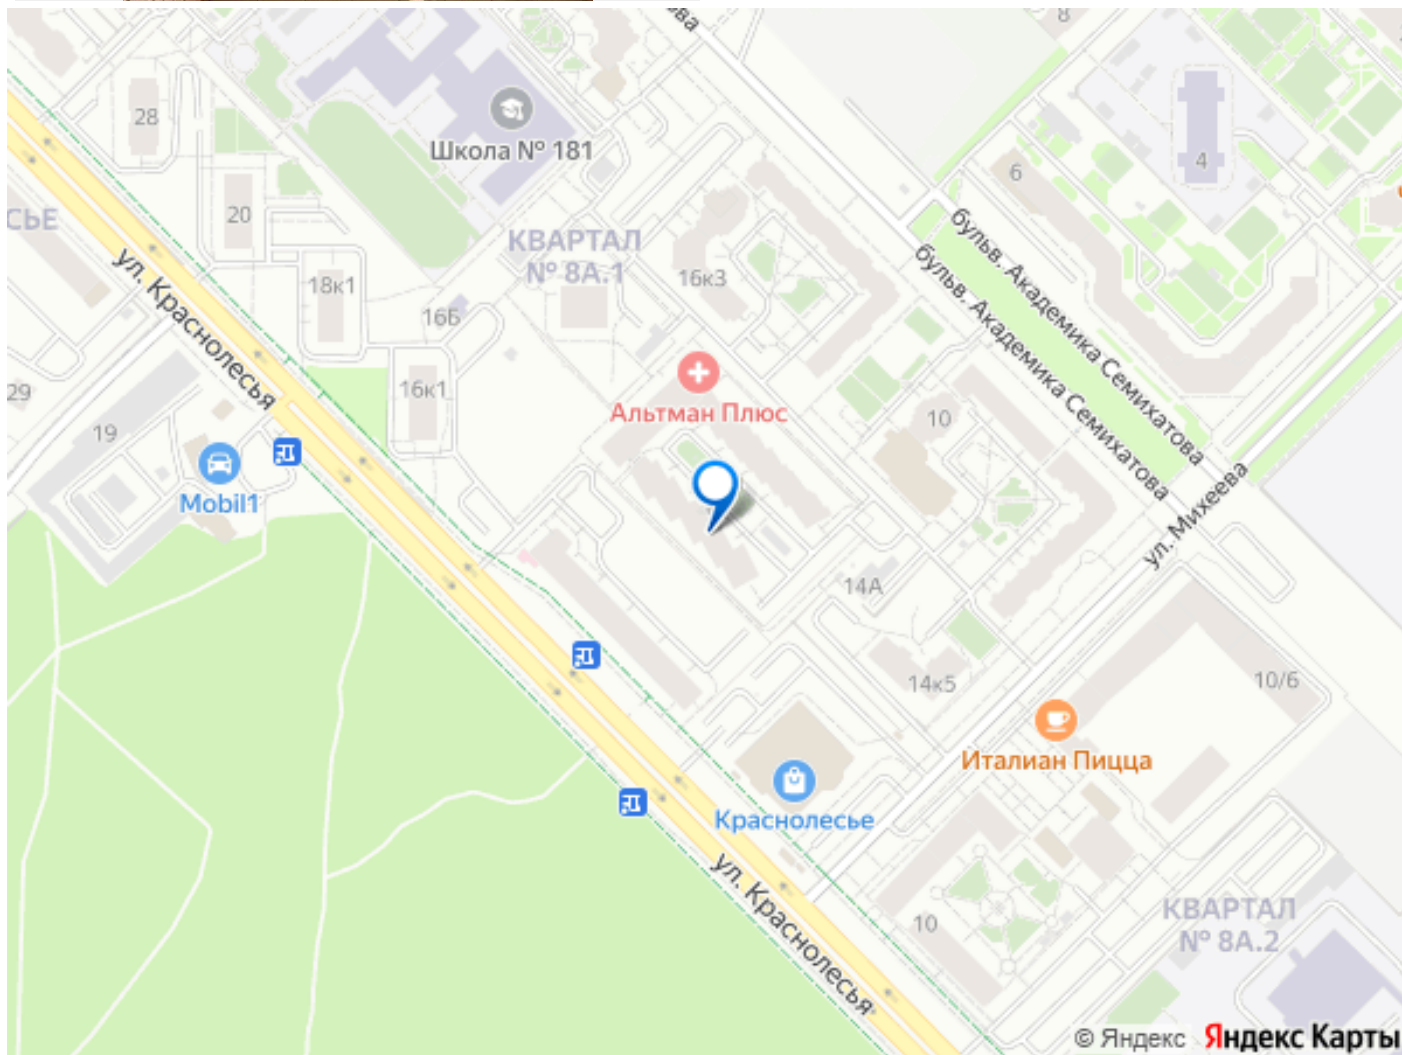 ва
8
28
Школа № 181
4
6
20
СЬЕ
КВАРТАЛ
№ 8А.1
бульв. Академика Семихатова
бульв. Академика Семихатова
ул. Краснолесья
18к1
16к3
16Б
Альтман Плюс
16к1
29
10
19
Mobil1
ул. Михеева
14А
14к5
10/6
Италиан Пицца
Краснолесье
ул. Краснолесья
10
КВАРТАЛ
№ 8А.2
© Яндекс Яндекс Карты